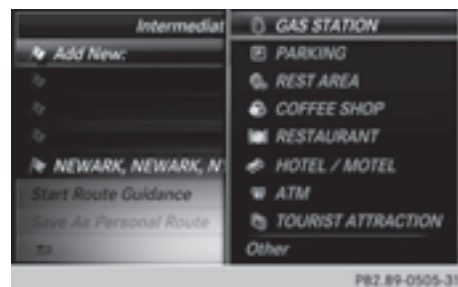 Intermediat
Add New:
NEWARK, NEWARK, N
Start Route Guidance
Save As Personal Route
GAS STATION
PARKING
REST AREA
COFFEE SHOP
RESTAURANT
HOTEL / MOTEL
ATM
TOURIST ATTRACTION
Other
P82.89-0505-31